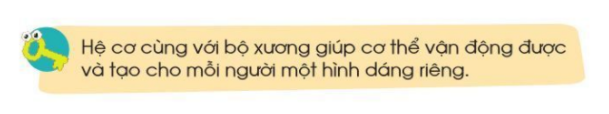 Hệ cơ cùng với bộ xương giúp cơ thể vận động được
và tạo cho mỗi người một hình dáng riêng.